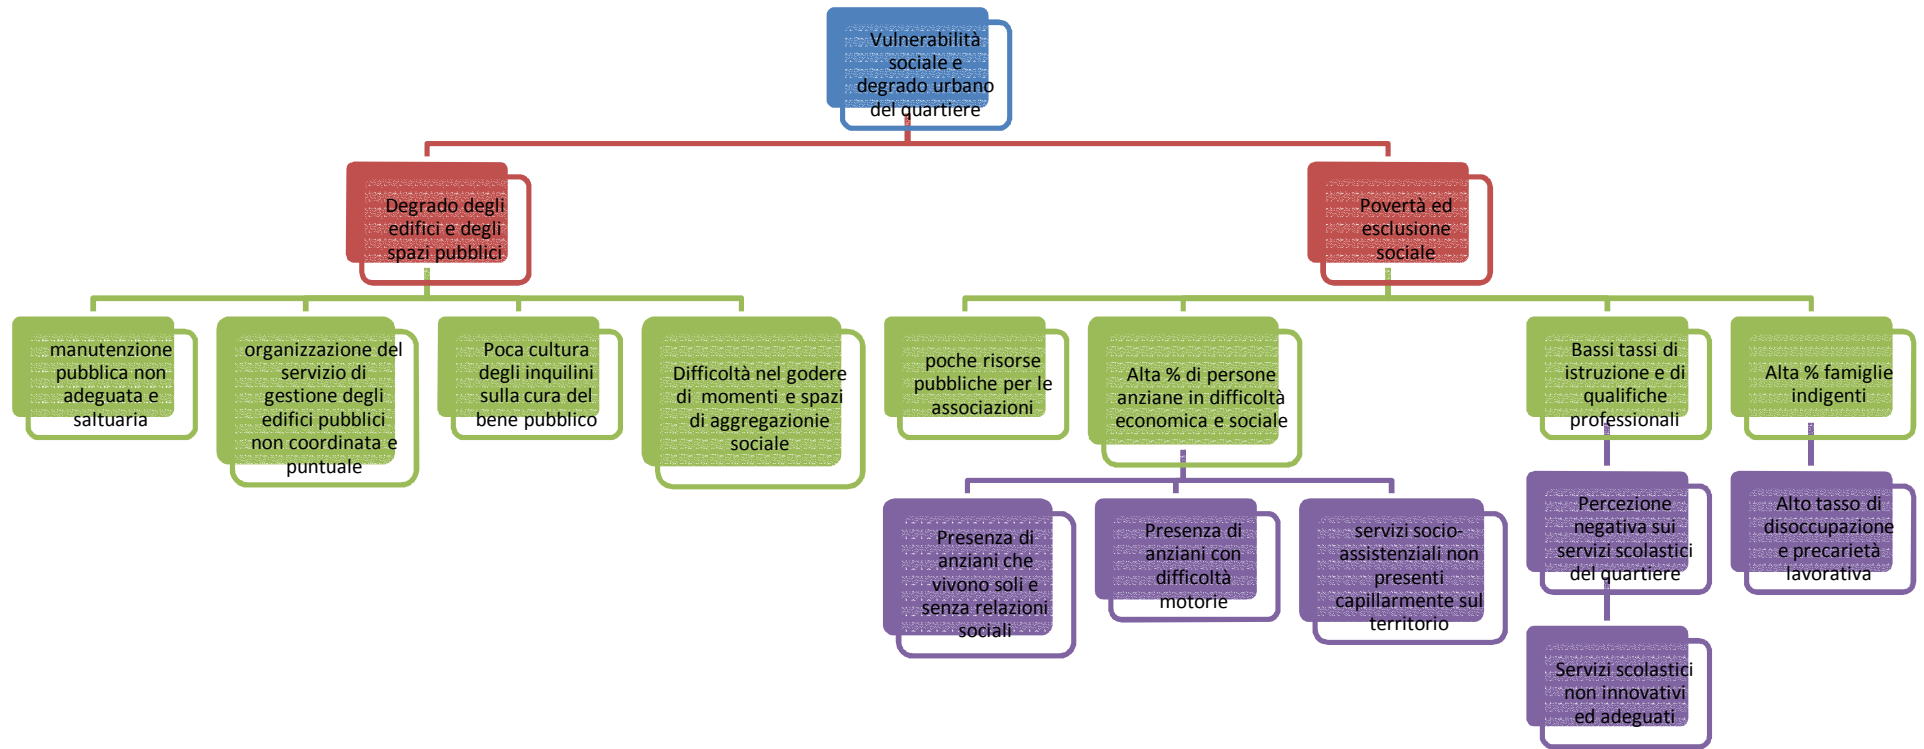 Vulnerabilità
sociale e
degrado urbano
del quartiere
Degrado degli
edifici e degli
spazi pubblici
Povertà ed
esclusione
sociale
manutenzione
pubblica non
adeguata e
saltuaria
organizzazione del
servizio di
gestione degli
edifici pubblici
non coordinata e
puntuale
Poca cultura
degli inquilini
sulla cura del
bene pubblico
Difficoltà nel godere
di momenti e spazi
di aggregazionie
sociale
poche risorse
pubbliche per le
associazioni
Alta % di persone
anziane in difficoltà
economica e sociale
Bassi tassi di
istruzione e di
qualifiche
professionali
Alta % famiglie
indigenti
Presenza di
anziani che
vivono soli e
senza relazioni
sociali
Presenza di
anziani con
difficoltà
motorie
servizi socio-
assistenziali non
presenti
capillarmente sul
territorio
Percezione
negativa sui
servizi scolastici
del quartiere
Alto tasso di
disoccupazione
e precarietà
lavorativa
Servizi scolastici
non innovativi
ed adeguati